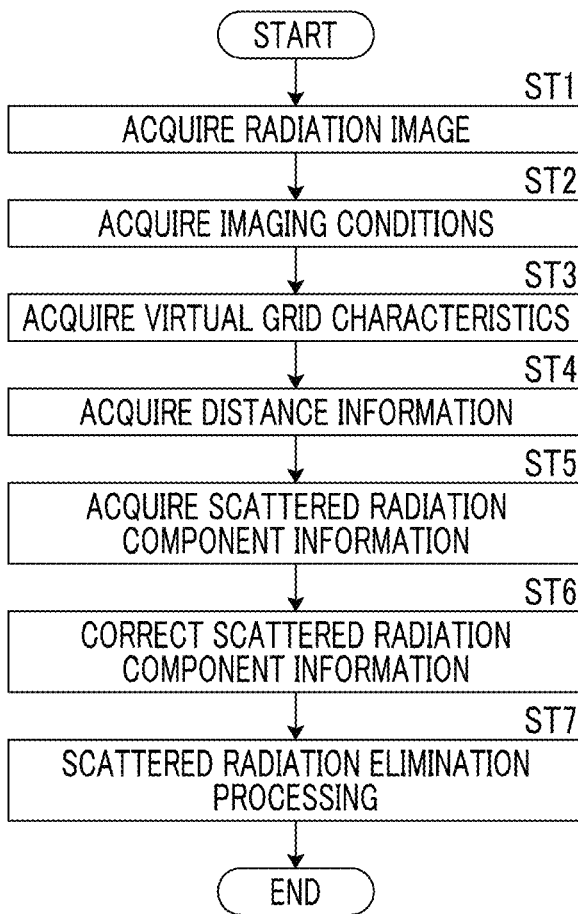 START
ST1
ACQUIRE RADIATION IMAGE
ST2
ACQUIRE IMAGING CONDITIONS
ST3
ACQUIRE VIRTUAL GRID CHARACTERISTICS
ST4
ACQUIRE DISTANCE INFORMATION
ST5
ACQUIRE SCATTERED RADIATION
COMPONENT INFORMATION
ST6
CORRECT SCATTERED RADIATION
COMPONENT INFORMATION
ST7
SCATTERED RADIATION ELIMINATION
PROCESSING
END